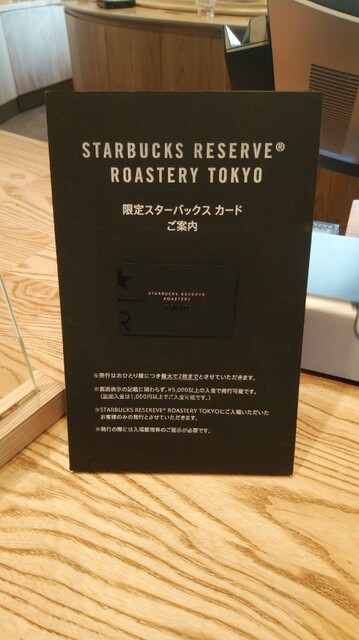 STARBUCKS RESERVE®
ROASTERY TOKYO
限定スターバックス カード
ご案内
STARBUCKS RESERVE®
ROASTERY
※発行はおひとり様につき最大で2枚までとさせていただきます。
※裏面表示の記載に関わらず、¥5,000以上の入金で発行可能です。
(追加入金は1,000円以上でご入金可能です。)
※STARBUCKS RESERVE® ROASTERY TOKYOにご入場いただいた
お客様のみの発行とさせていただきます。
※発行の際には入場整理券のご提示が必要です。